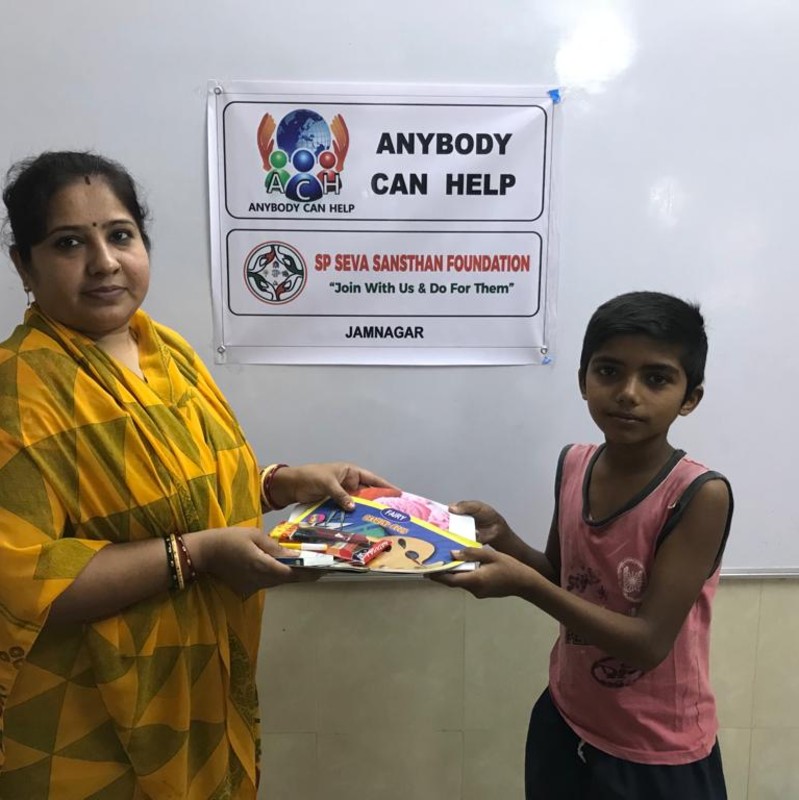 ANYBODY
CAN HELP
ACH
ANYBODY CAN HELP
SP SEVA SANSTHAN FOUNDATION
"Join With Us & Do For Them"
JAMNAGAR
FAIRY